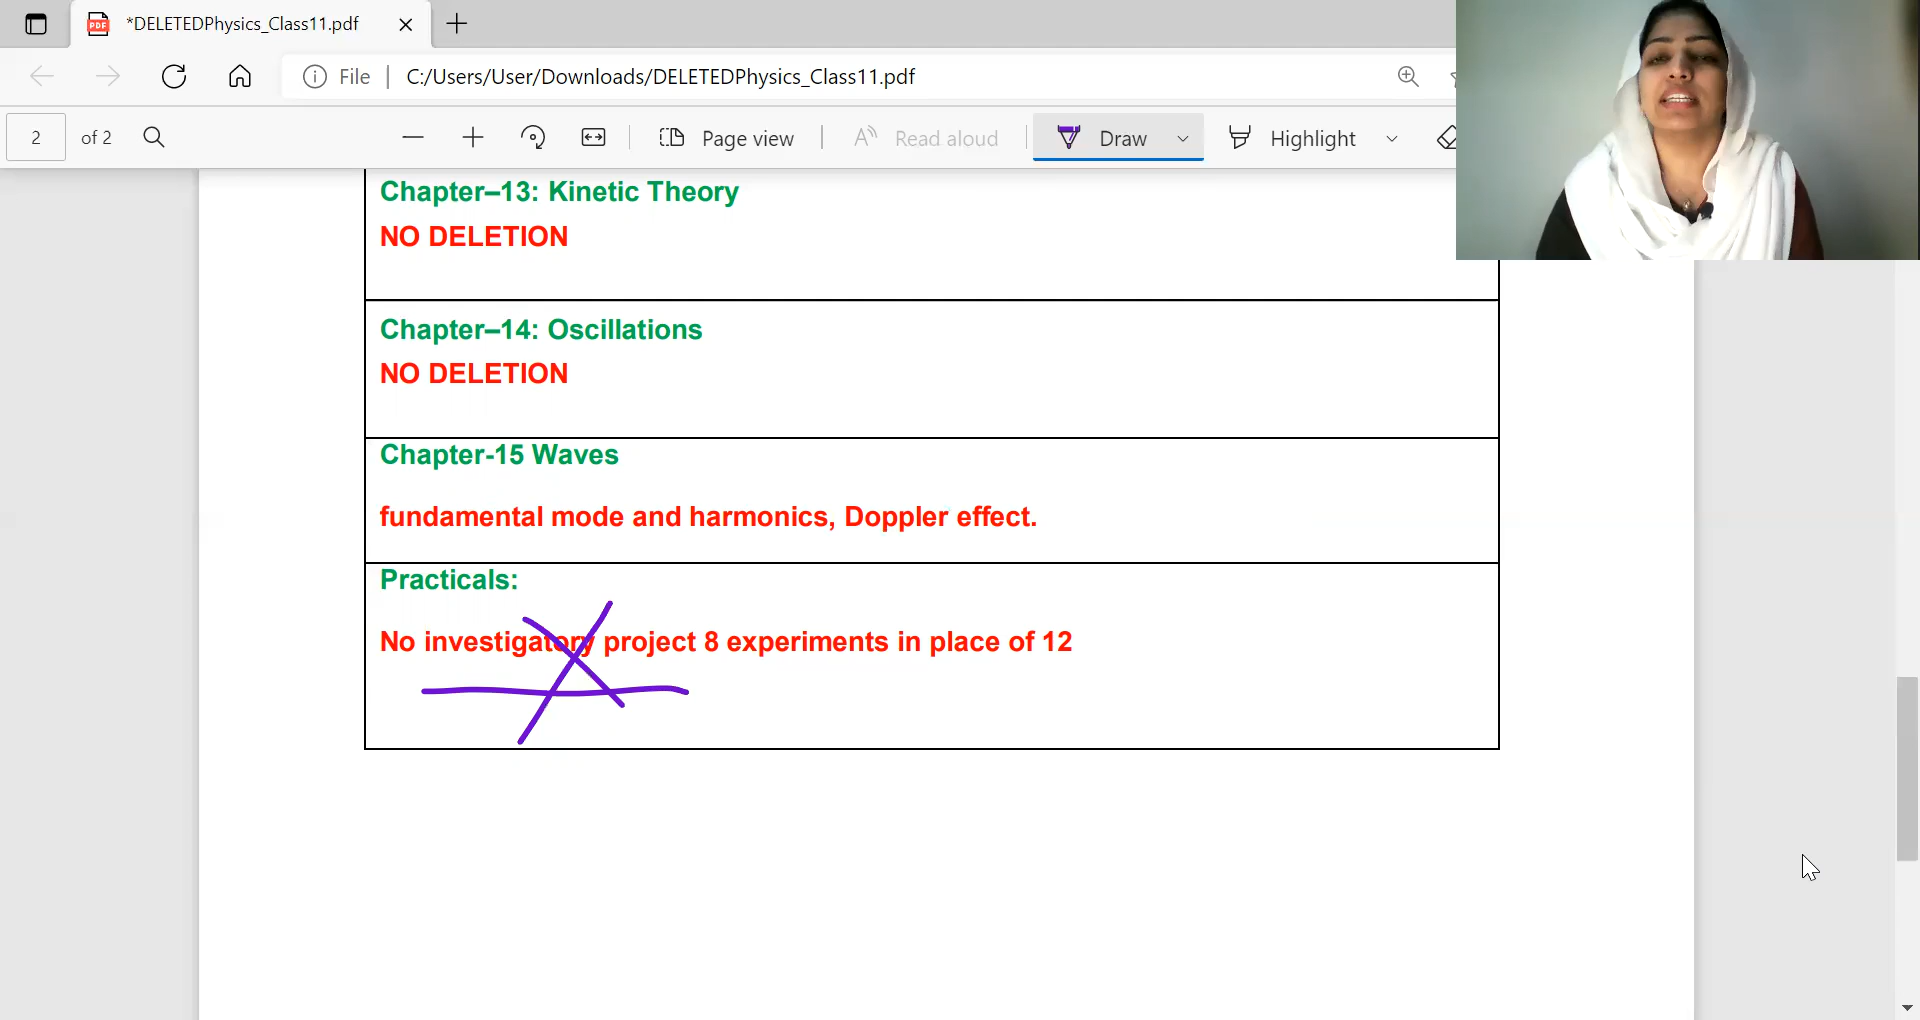 *DELETEDPhysics_Class11.pdf
File C:/Users/User/Downloads/DELETEDPhysics_Class11.pdf
2 of 2 Page view Read aloud Draw Highlight
Chapter–13: Kinetic Theory
NO DELETION
Chapter–14: Oscillations
NO DELETION
Chapter-15 Waves
fundamental mode and harmonics, Doppler effect.
Practicals:
No investigatory project 8 experiments in place of 12